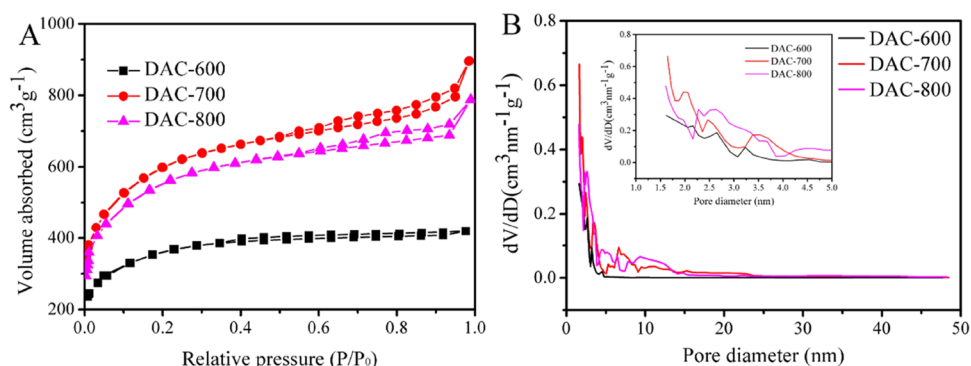 A
1000
800
600
400
200
0.0 0.2 0.4 0.6 0.8 1.0
Volume absorbed (cm³g⁻¹)
Relative pressure (P/P₀)
DAC-600
DAC-700
DAC-800
B
0.8
0.6
0.4
0.2
0.0
0 10 20 30 40 50
dV/dD(cm³nm⁻¹g⁻¹)
Pore diameter (nm)
DAC-600
DAC-700
DAC-800
0.8
0.6
0.4
0.2
0.0
1.0 1.5 2.0 2.5 3.0 3.5 4.0 4.5 5.0
dV/dD(cm³nm⁻¹g⁻¹)
Pore diameter (nm)
DAC-600
DAC-700
DAC-800